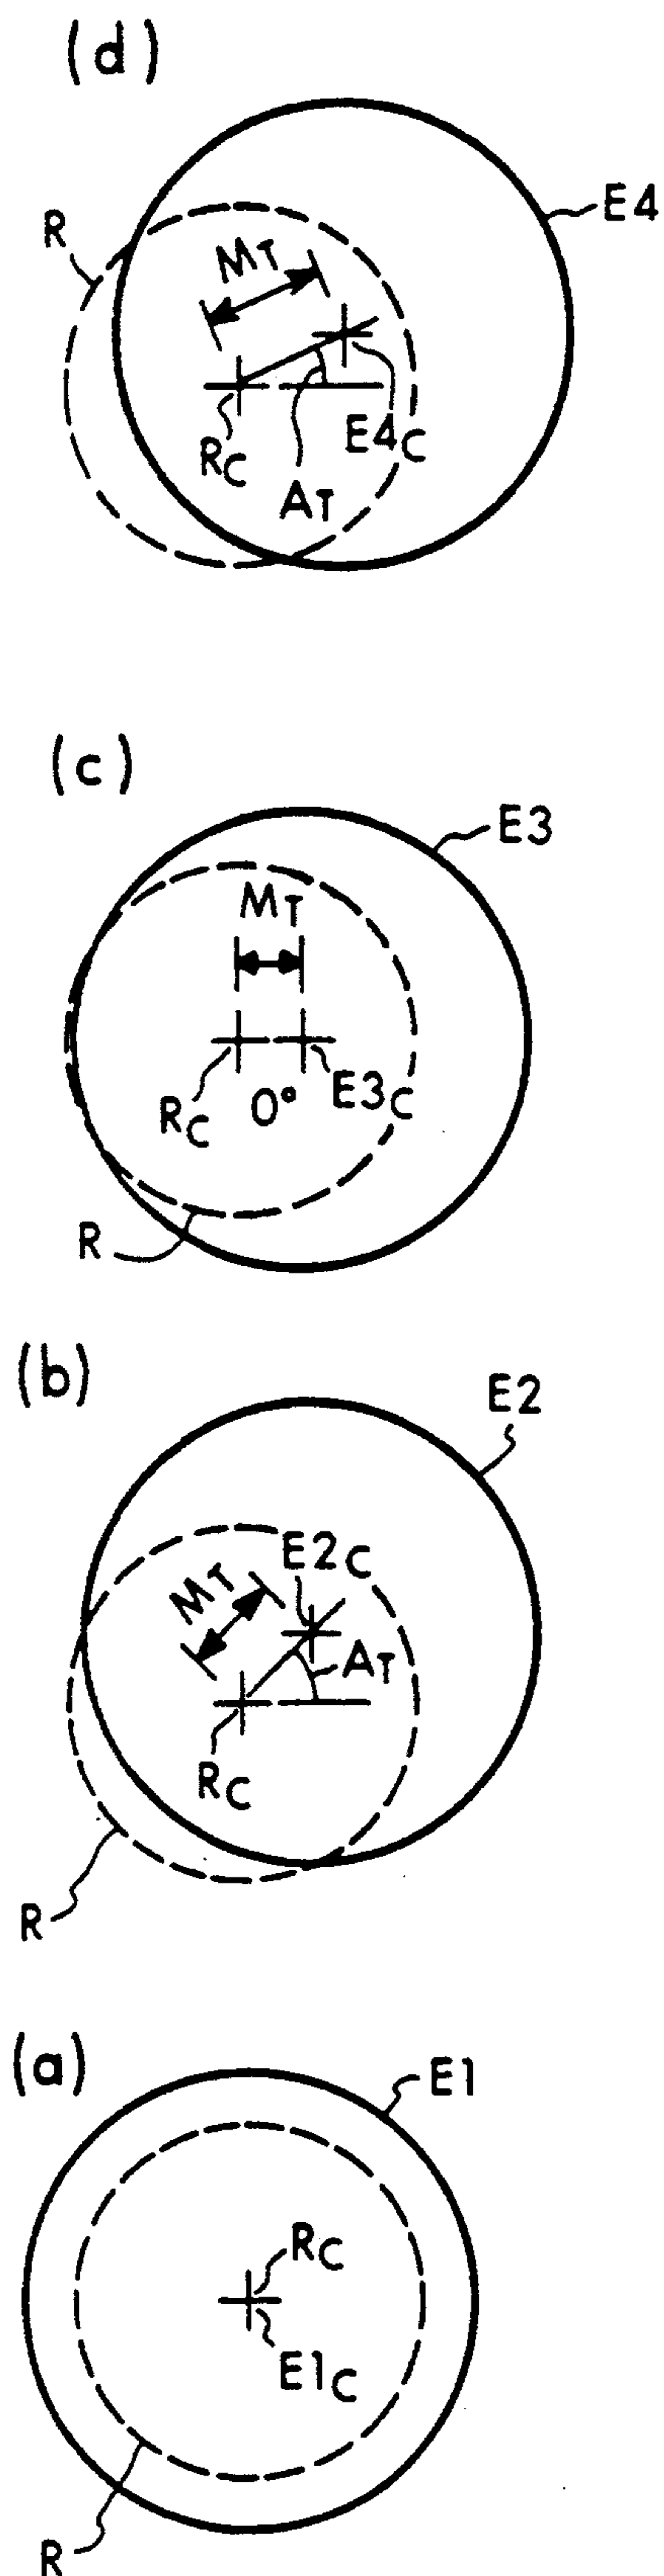 (d)
E4
R
MT
E4C
RC
AT
(c)
E3
MT
RC
0°
E3C
R
(b)
E2
E2C
MT
AT
RC
R
(a)
E1
RC
E1C
R